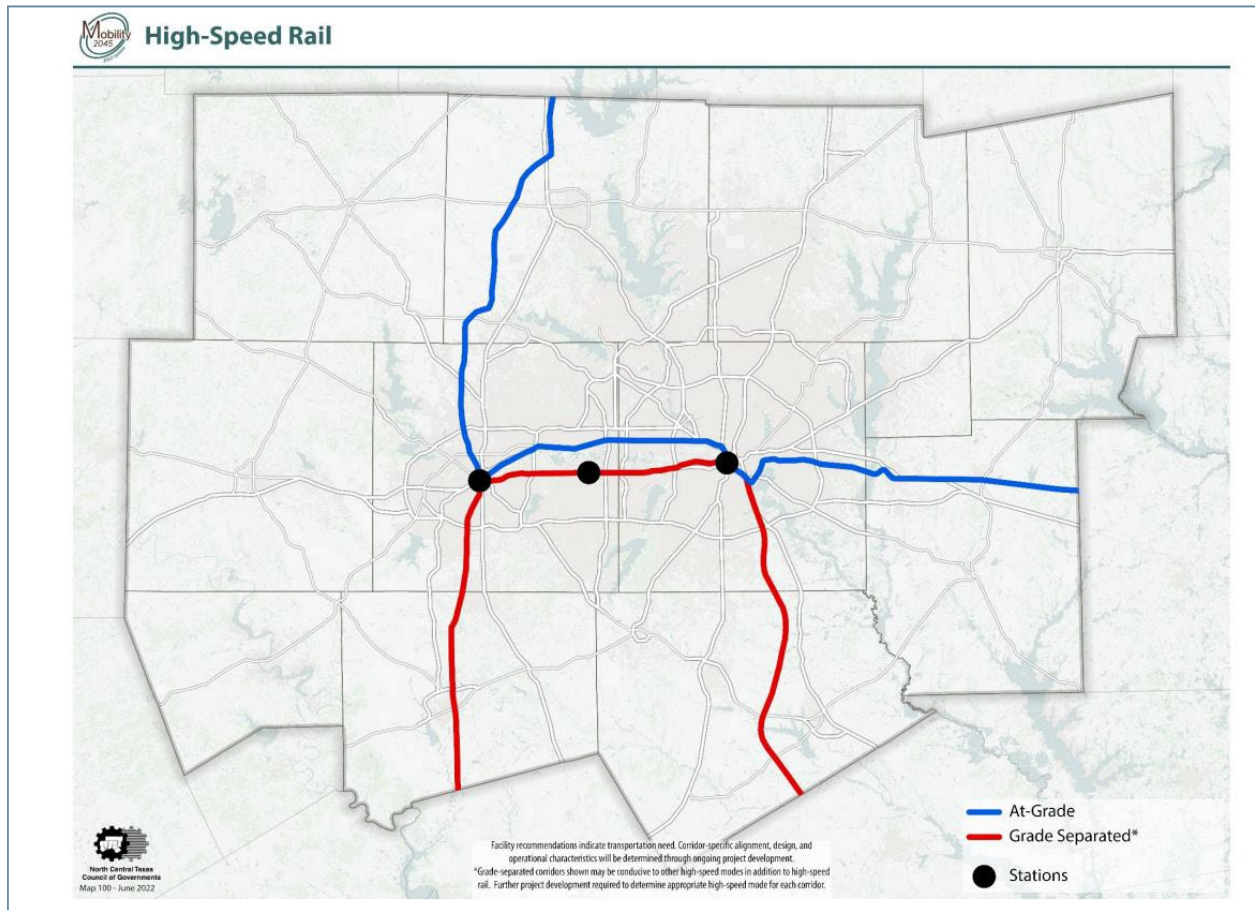 Mobility
2045
2022 Update
High-Speed Rail
At-Grade
Grade Separated*
Stations
Facility recommendations indicate transportation need. Corridor-specific alignment, design, and
operational characteristics will be determined through ongoing project development.
*Grade-separated corridors shown may be conducive to other high-speed modes in addition to high-speed
rail. Further project development required to determine appropriate high-speed mode for each corridor.
North Central Texas
Council of Governments
Map 100 - June 2022